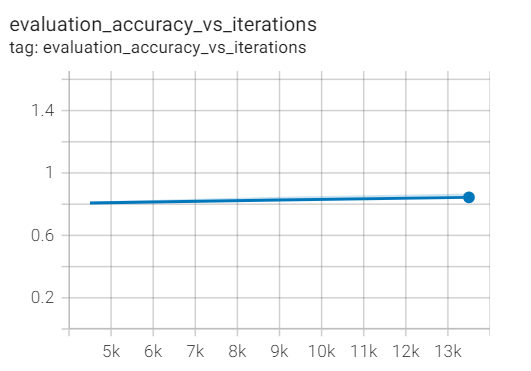 evaluation_accuracy_vs_iterations
tag: evaluation_accuracy_vs_iterations
1.4
1
0.6
0.2
5k 6k 7k 8k 9k 10k 11k 12k 13k